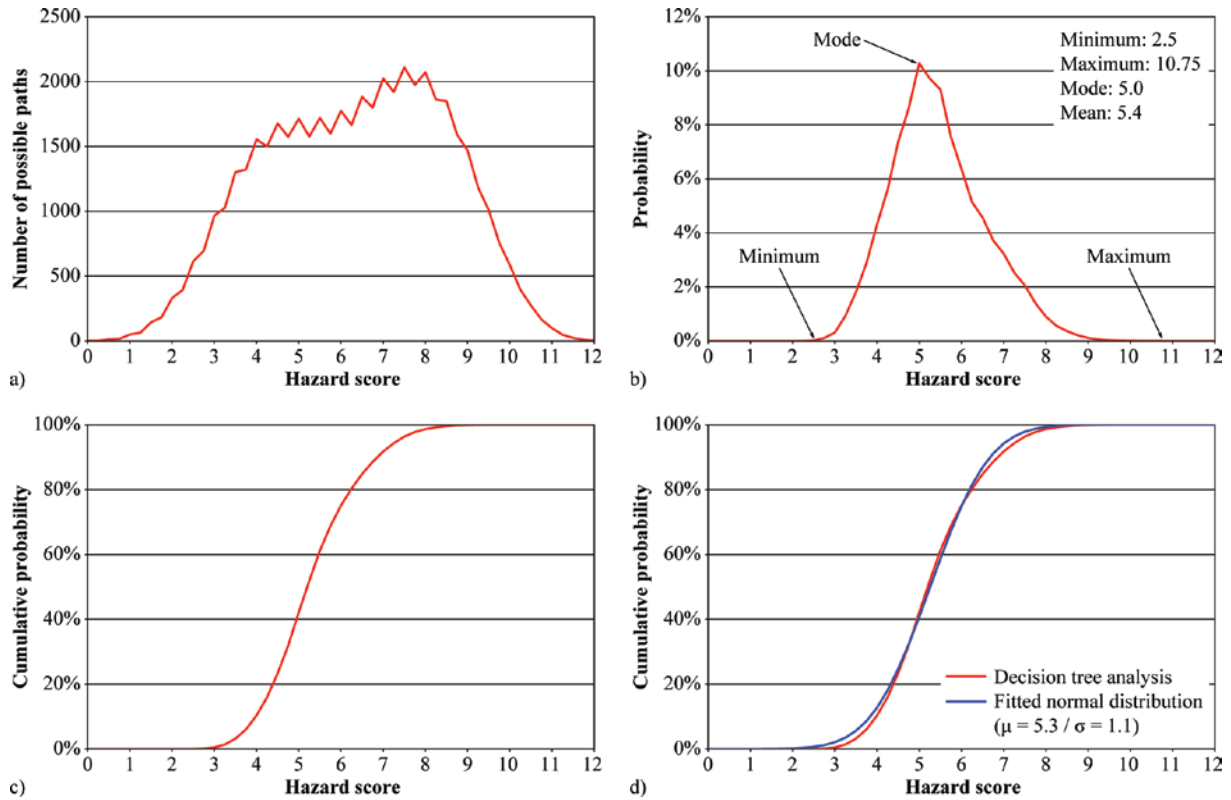 2500
2000
1500
1000
500
0
Number of possible paths
0 1 2 3 4 5 6 7 8 9 10 11 12
Hazard score
a)
12%
10%
8%
6%
4%
2%
0%
Probability
Mode
Minimum: 2.5
Maximum: 10.75
Mode: 5.0
Mean: 5.4
Minimum
Maximum
0 1 2 3 4 5 6 7 8 9 10 11 12
Hazard score
b)
100%
80%
60%
40%
20%
0%
Cumulative probability
0 1 2 3 4 5 6 7 8 9 10 11 12
Hazard score
c)
100%
80%
60%
40%
20%
0%
Cumulative probability
Decision tree analysis
Fitted normal distribution
(μ = 5.3 / σ = 1.1)
0 1 2 3 4 5 6 7 8 9 10 11 12
Hazard score
d)